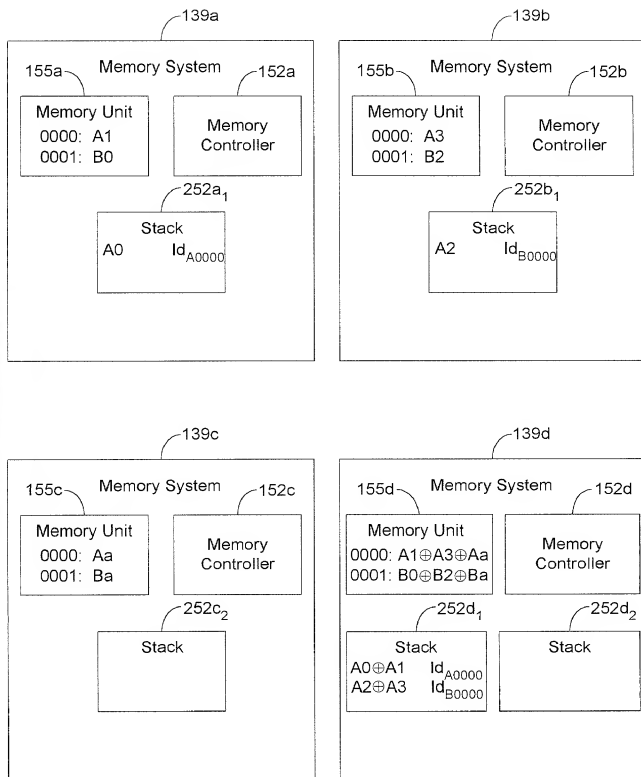 139a
Memory System
155a
152a
Memory Unit
0000: A1
0001: B0
Memory
Controller
252a1
Stack
A0 IdA0000
139b
Memory System
155b
152b
Memory Unit
0000: A3
0001: B2
Memory
Controller
252b1
Stack
A2 IdB0000
139c
Memory System
155c
152c
Memory Unit
0000: Aa
0001: Ba
Memory
Controller
252c2
Stack
139d
Memory System
155d
152d
Memory Unit
0000: A1⊕A3⊕Aa
0001: B0⊕B2⊕Ba
Memory
Controller
252d1
252d2
Stack
A0⊕A1 IdA0000
A2⊕A3 IdB0000
Stack